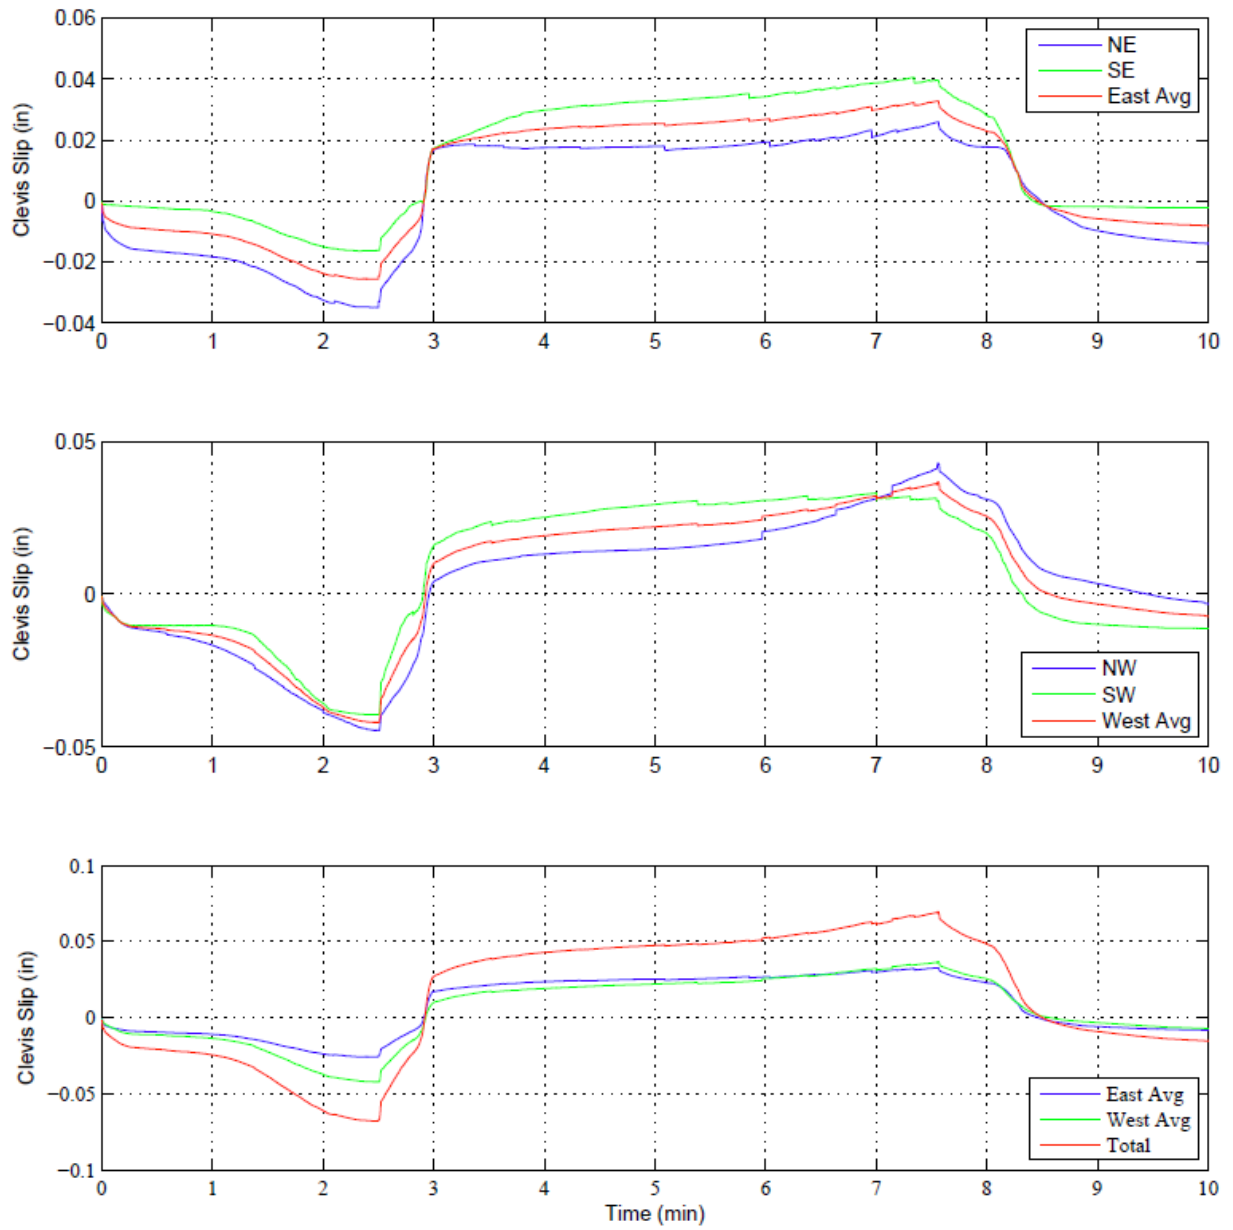 0.06
0.04
0.02
0
−0.02
−0.04
Clevis Slip (in)
NE
SE
East Avg
0 1 2 3 4 5 6 7 8 9 10
0.05
0
−0.05
Clevis Slip (in)
NW
SW
West Avg
0 1 2 3 4 5 6 7 8 9 10
0.1
0.05
0
−0.05
−0.1
Clevis Slip (in)
East Avg
West Avg
Total
0 1 2 3 4 5 6 7 8 9 10
Time (min)